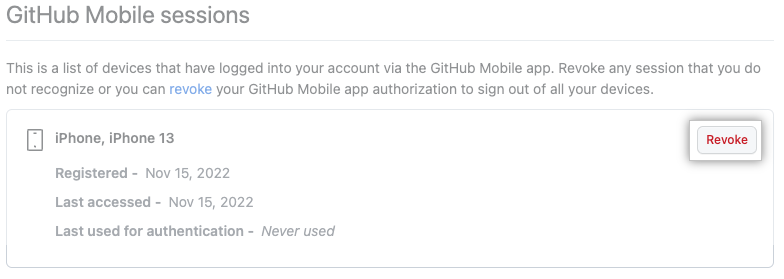 GitHub Mobile sessions
This is a list of devices that have logged into your account via the GitHub Mobile app. Revoke any session that you do
not recognize or you can revoke your GitHub Mobile app authorization to sign out of all your devices.
iPhone, iPhone 13
Revoke
Registered - Nov 15, 2022
Last accessed - Nov 15, 2022
Last used for authentication - Never used